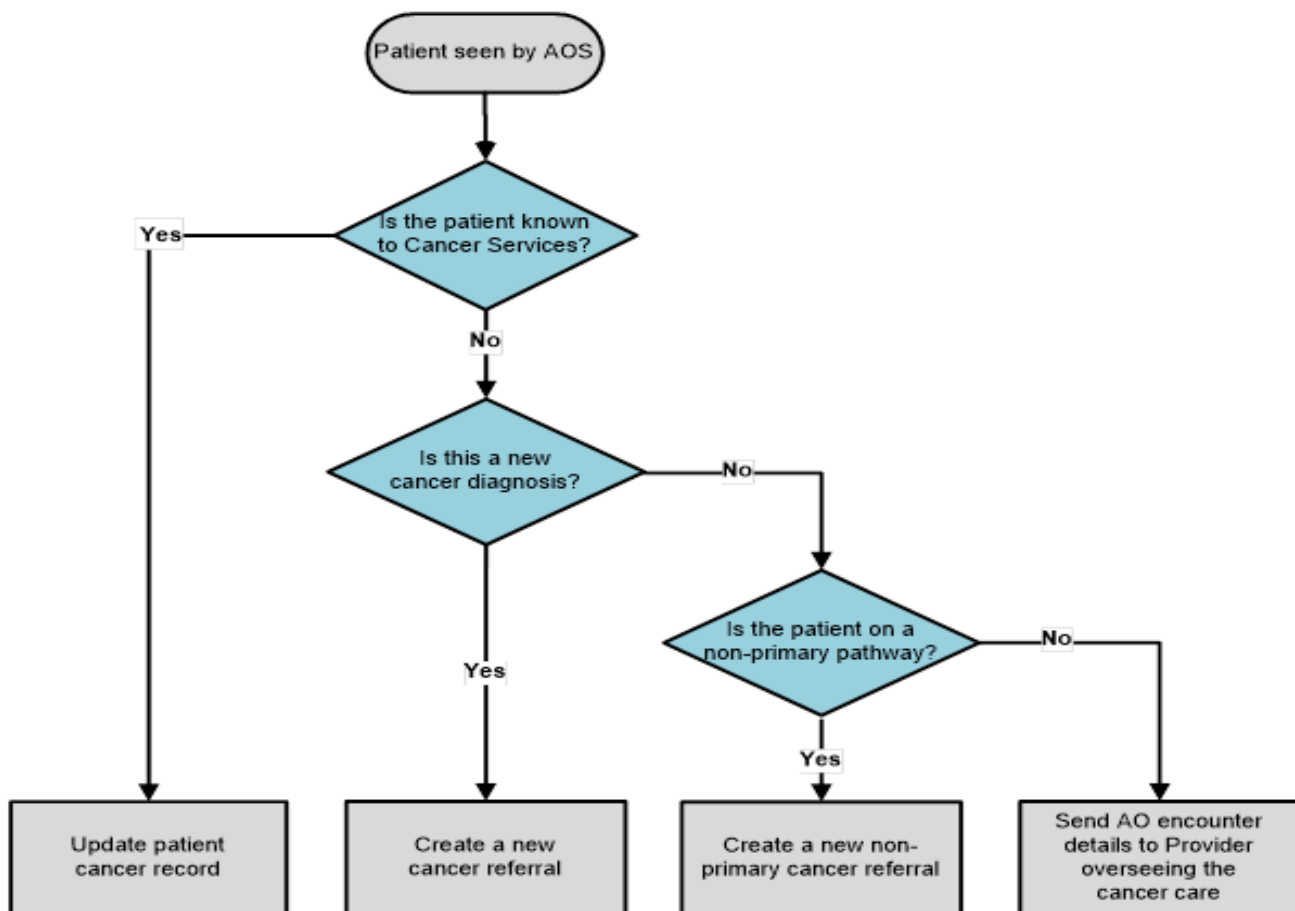 Patient seen by AOS
Is the patient known
to Cancer Services?
Yes
No
Is this a new
cancer diagnosis?
No
Is the patient on a
non-primary pathway?
No
Yes
Yes
Update patient
cancer record
Create a new
cancer referral
Create a new non-
primary cancer referral
Send AO encounter
details to Provider
overseeing the
cancer care